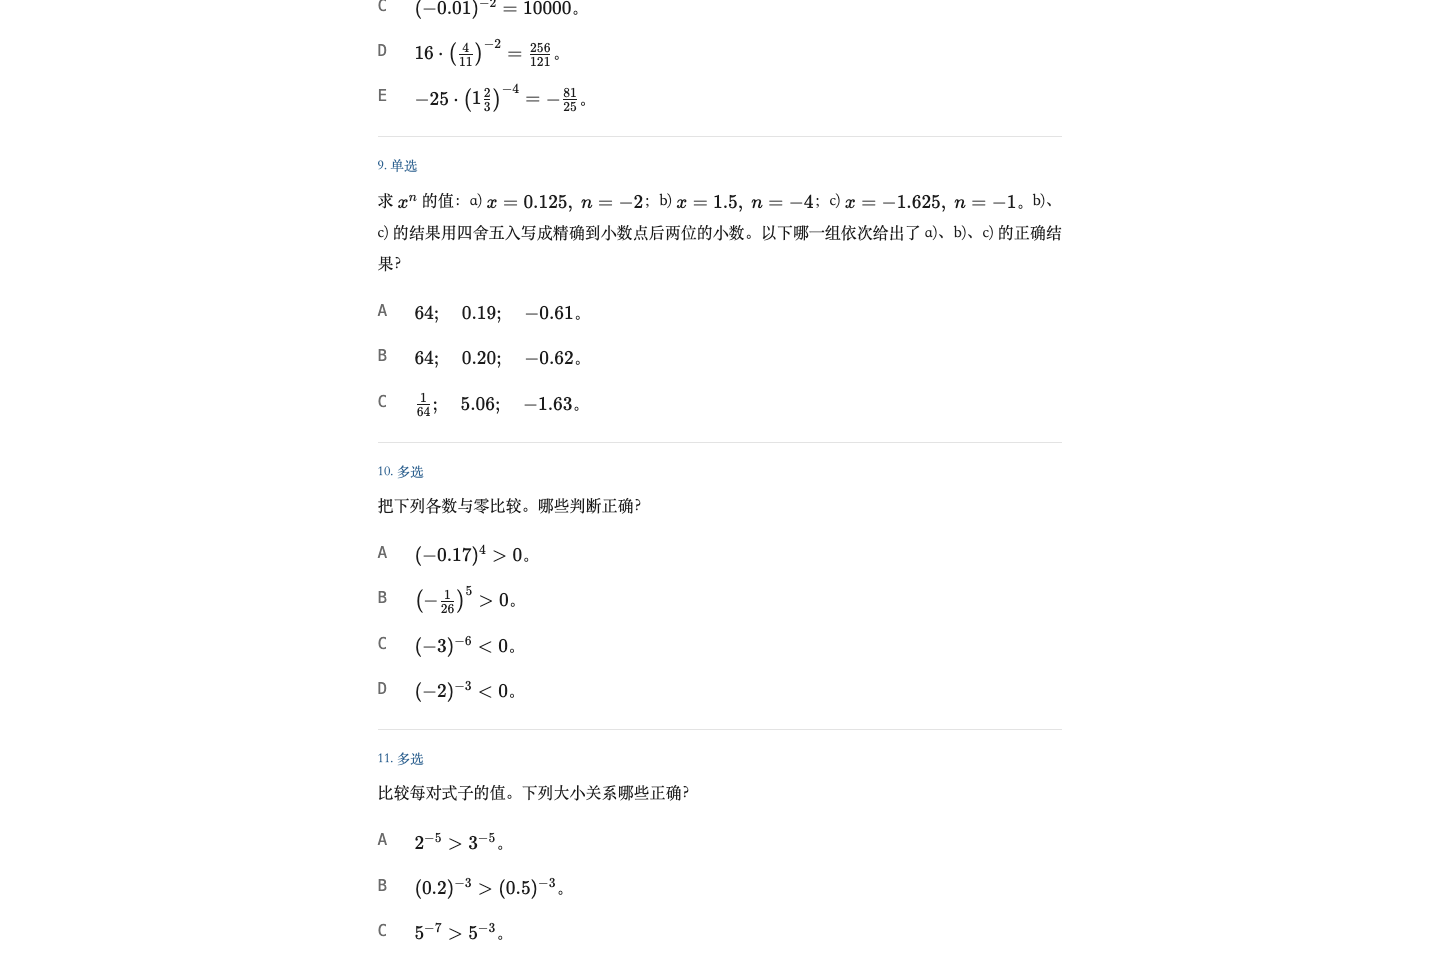 C (−0.01)⁻² = 10000。
D 16 · (4/11)⁻² = 256/121。
E −25 · (1 2/3)⁻⁴ = −81/25。
9. 单选
求 xⁿ 的值：a) x = 0.125, n = −2；b) x = 1.5, n = −4；c) x = −1.625, n = −1。b)、
c) 的结果用四舍五入写成精确到小数点后两位的小数。以下哪一组依次给出了 a)、b)、c) 的正确结
果?
A 64; 0.19; −0.61。
B 64; 0.20; −0.62。
C 1/64; 5.06; −1.63。
10. 多选
把下列各数与零比较。哪些判断正确?
A (−0.17)⁴ > 0。
B (−1/26)⁵ > 0。
C (−3)⁻⁶ < 0。
D (−2)⁻³ < 0。
11. 多选
比较每对式子的值。下列大小关系哪些正确?
A 2⁻⁵ > 3⁻⁵。
B (0.2)⁻³ > (0.5)⁻³。
C 5⁻⁷ > 5⁻³。